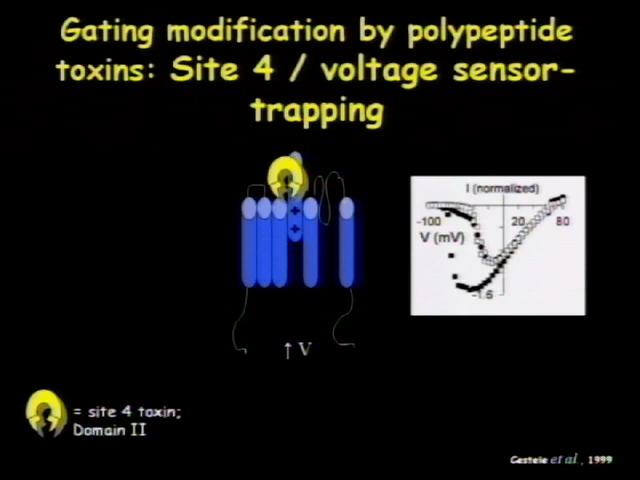 Gating modification by polypeptide
toxins: Site 4 / voltage sensor-
trapping
I (normalized)
-100
20
80
V (mV)
-1.6
+
+
↑ V
= site 4 toxin;
Domain II
Cestele et al., 1999